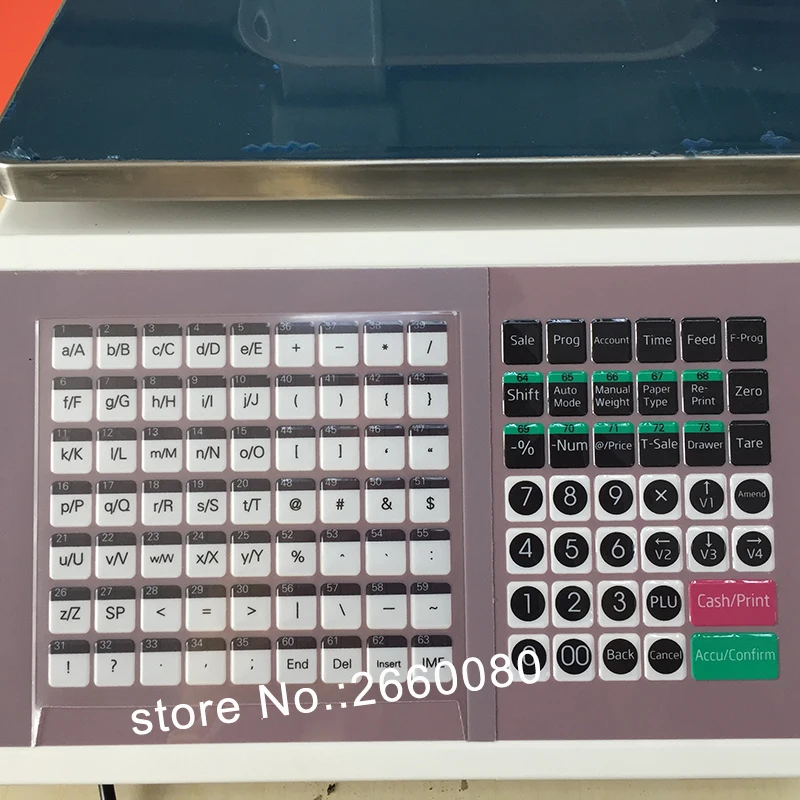 1 2 3 4 5 36 37 38 39
a/A b/B c/C d/D e/E + − * /
6 7 8 9 10 40 41 42 43
f/F g/G h/H i/I j/J ( ) { }
11 12 13 14 15 44 45 46 47
k/K l/L m/M n/N o/O [ ] ‘ “
16 17 18 19 20 48 49 50 51
p/P q/Q r/R s/S t/T @ # & $
21 22 23 24 25 52 53 54 55
u/U v/V w/W x/X y/Y % ^ ` :
26 27 28 29 30 56 57 58 59
z/Z SP < = > | \ — ~
31 32 33 34 35 60 61 62 63
! ? . , ; End Del Insert IME
Sale Prog Account Time Feed F-Prog
64 65 66 67 68
Shift Auto Mode Manual Weight Paper Type Re-Print Zero
69 70 71 72 73
-% -Num @/Price T-Sale Drawer Tare
7 8 9 × ↑ V1 Amend
4 5 6 ← V2 ↓ V3 → V4
1 2 3 PLU Cash/Print
0 00 Back Cancel Accu/Confirm
store No.:2660080